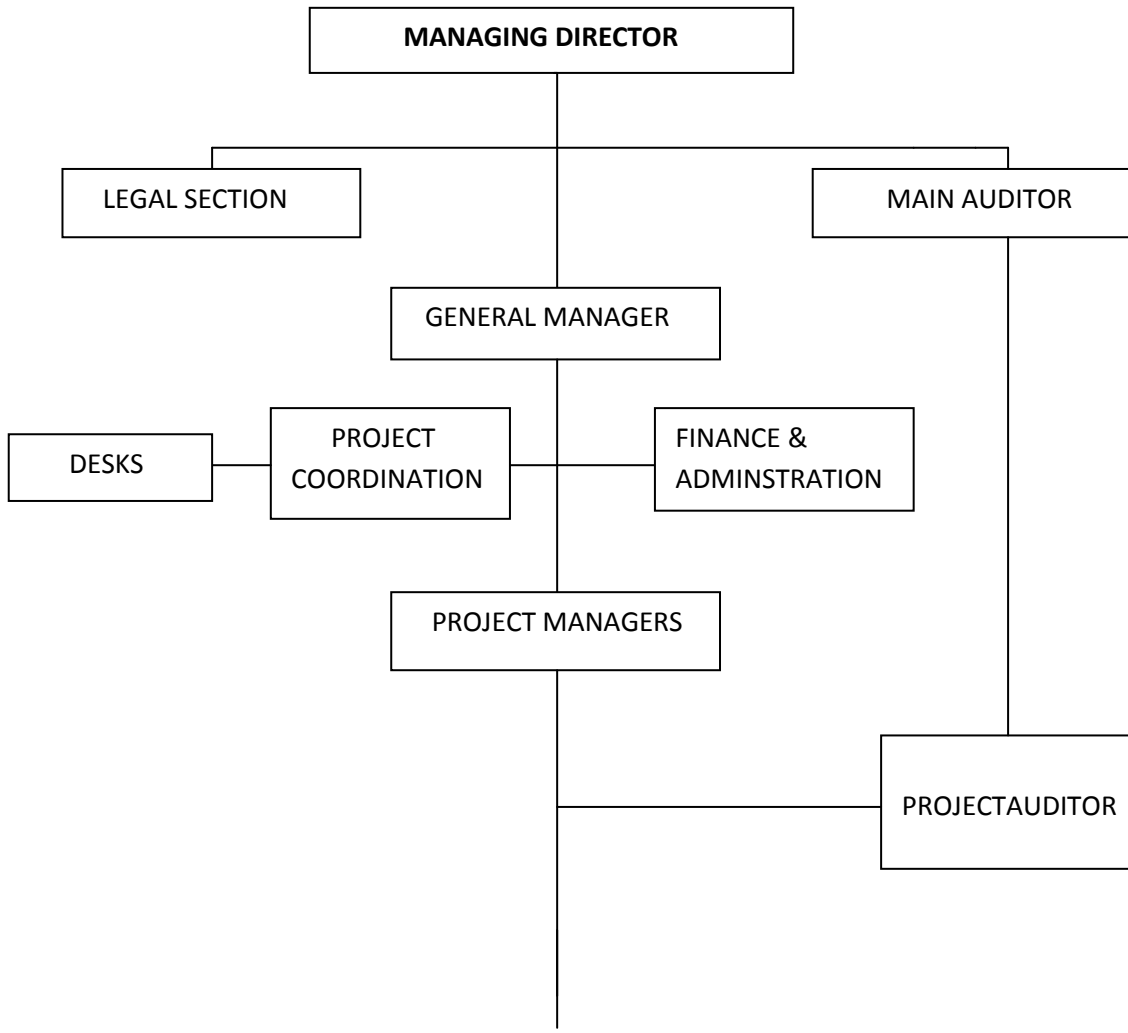 MANAGING DIRECTOR
LEGAL SECTION
MAIN AUDITOR
GENERAL MANAGER
DESKS
PROJECT
COORDINATION
FINANCE &
ADMINSTRATION
PROJECT MANAGERS
PROJECTAUDITOR